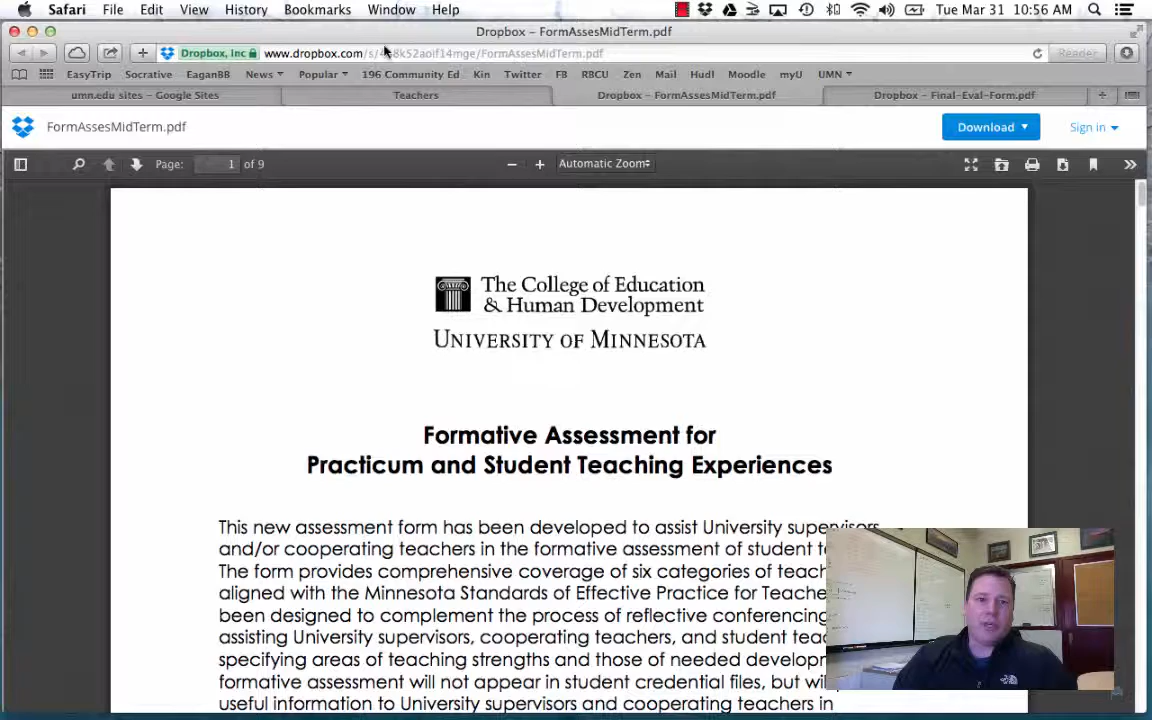 Safari File Edit View History Bookmarks Window Help Tue Mar 31 10:56 AM
Dropbox – FormAssesMidTerm.pdf
Dropbox, Inc www.dropbox.com/s/ 8k52aoif14mge/FormAssesMidTerm.pdf Reader
EasyTrip Socrative EaganBB News Popular 196 Community Ed Kin Twitter FB RBCU Zen Mail Hudl Moodle myU UMN
umn.edu sites – Google Sites Teachers Dropbox – FormAssesMidTerm.pdf Dropbox – Final-Eval-Form.pdf
FormAssesMidTerm.pdf Download Sign in
Page: 1 of 9 Automatic Zoom
The College of Education
& Human Development
UNIVERSITY OF MINNESOTA
Formative Assessment for
Practicum and Student Teaching Experiences
This new assessment form has been developed to assist University supervisors
and/or cooperating teachers in the formative assessment of student
The form provides comprehensive coverage of six categories of
aligned with the Minnesota Standards of Effective Practice for
been designed to complement the process of reflective conferencing
assisting University supervisors, cooperating teachers, and student
specifying areas of teaching strengths and those of needed
formative assessment will not appear in student credential files, but
useful information to University supervisors and cooperating teachers in